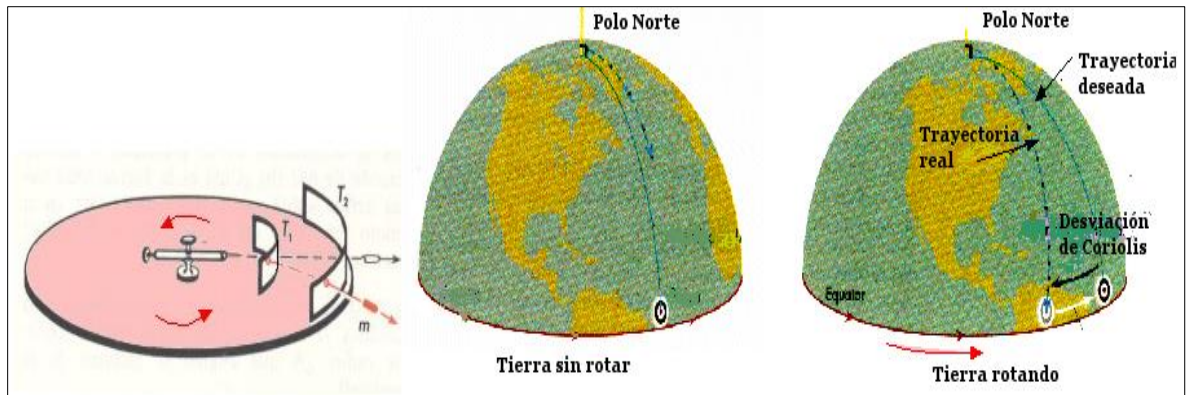 T₁
T₂
m
Polo Norte
Tierra sin rotar
Polo Norte
Trayectoria
deseada
Trayectoria
real
Desviación
de Coriolis
Equator
Tierra rotando